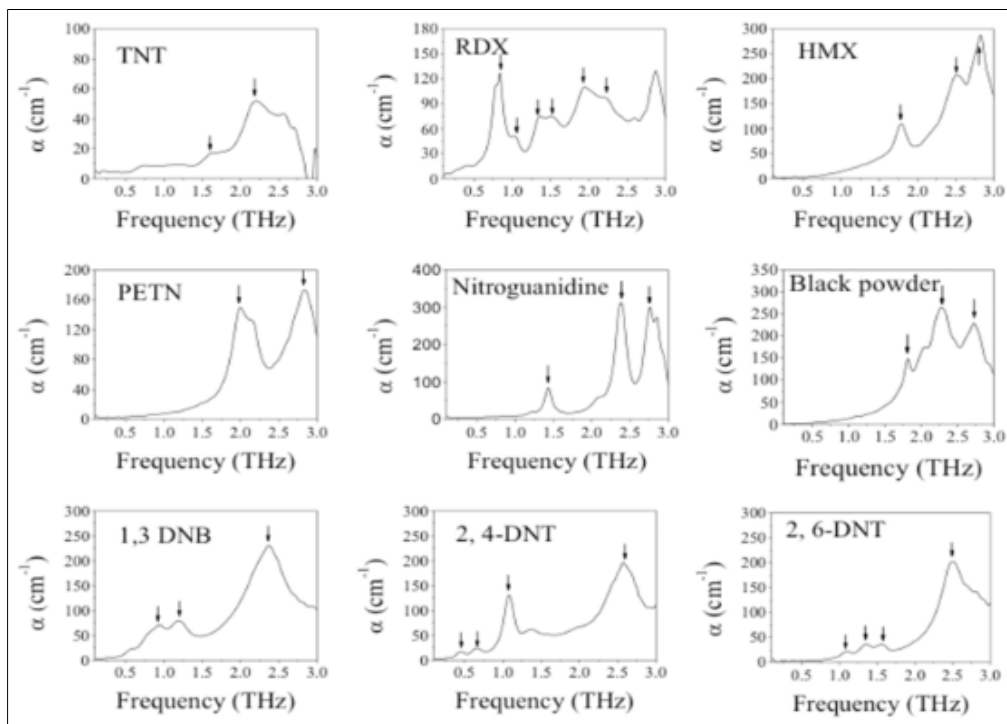 TNT
α (cm⁻¹)
100
80
60
40
20
0
0.5 1.0 1.5 2.0 2.5 3.0
Frequency (THz)
RDX
α (cm⁻¹)
180
150
120
90
60
30
0
0.5 1.0 1.5 2.0 2.5 3.0
Frequency (THz)
HMX
α (cm⁻¹)
300
250
200
150
100
50
0
0.5 1.0 1.5 2.0 2.5 3.0
Frequency (THz)
PETN
α (cm⁻¹)
200
160
120
80
40
0
0.5 1.0 1.5 2.0 2.5 3.0
Frequency (THz)
Nitroguanidine
α (cm⁻¹)
400
300
200
100
0
0.5 1.0 1.5 2.0 2.5 3.0
Frequency (THz)
Black powder
α (cm⁻¹)
350
300
250
200
150
100
50
0
0.5 1.0 1.5 2.0 2.5 3.0
Frequency (THz)
1,3 DNB
α (cm⁻¹)
300
250
200
150
100
50
0
0.5 1.0 1.5 2.0 2.5 3.0
Frequency (THz)
2, 4-DNT
α (cm⁻¹)
300
250
200
150
100
50
0
0.5 1.0 1.5 2.0 2.5 3.0
Frequency (THz)
2, 6-DNT
α (cm⁻¹)
300
250
200
150
100
50
0
0.5 1.0 1.5 2.0 2.5 3.0
Frequency (THz)